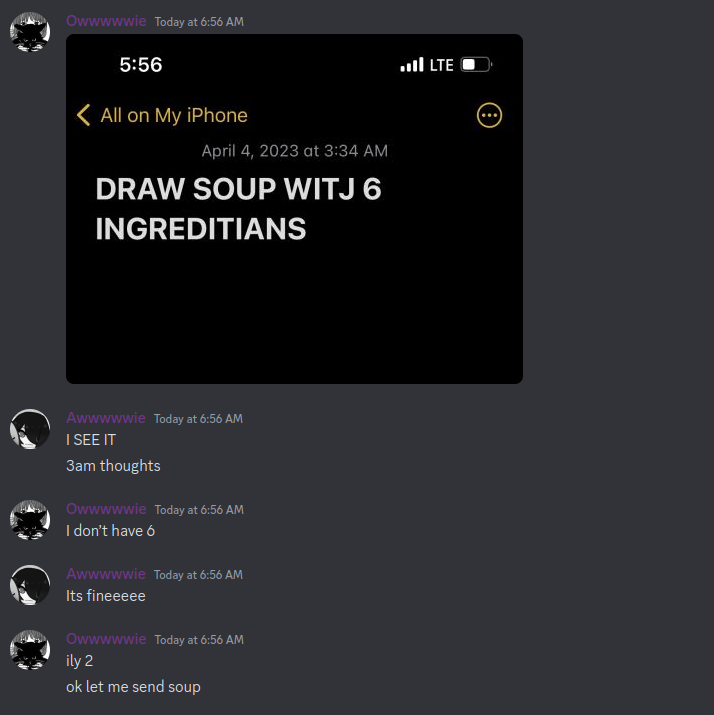 Owwwwwie Today at 6:56 AM
5:56 LTE
All on My iPhone
April 4, 2023 at 3:34 AM
DRAW SOUP WITJ 6
INGREDITIANS
Awwwwwie Today at 6:56 AM
I SEE IT
3am thoughts
Owwwwwie Today at 6:56 AM
I don't have 6
Awwwwwie Today at 6:56 AM
Its fineeeee
Owwwwwie Today at 6:56 AM
ily 2
ok let me send soup